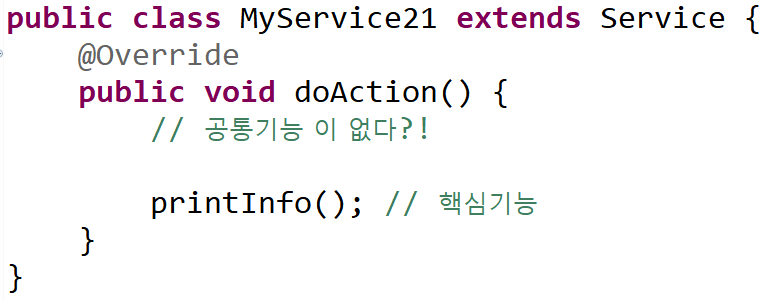 public class MyService21 extends Service {
@Override
public void doAction() {
// 공통기능 이 없다?!
printInfo(); // 핵심기능
}
}